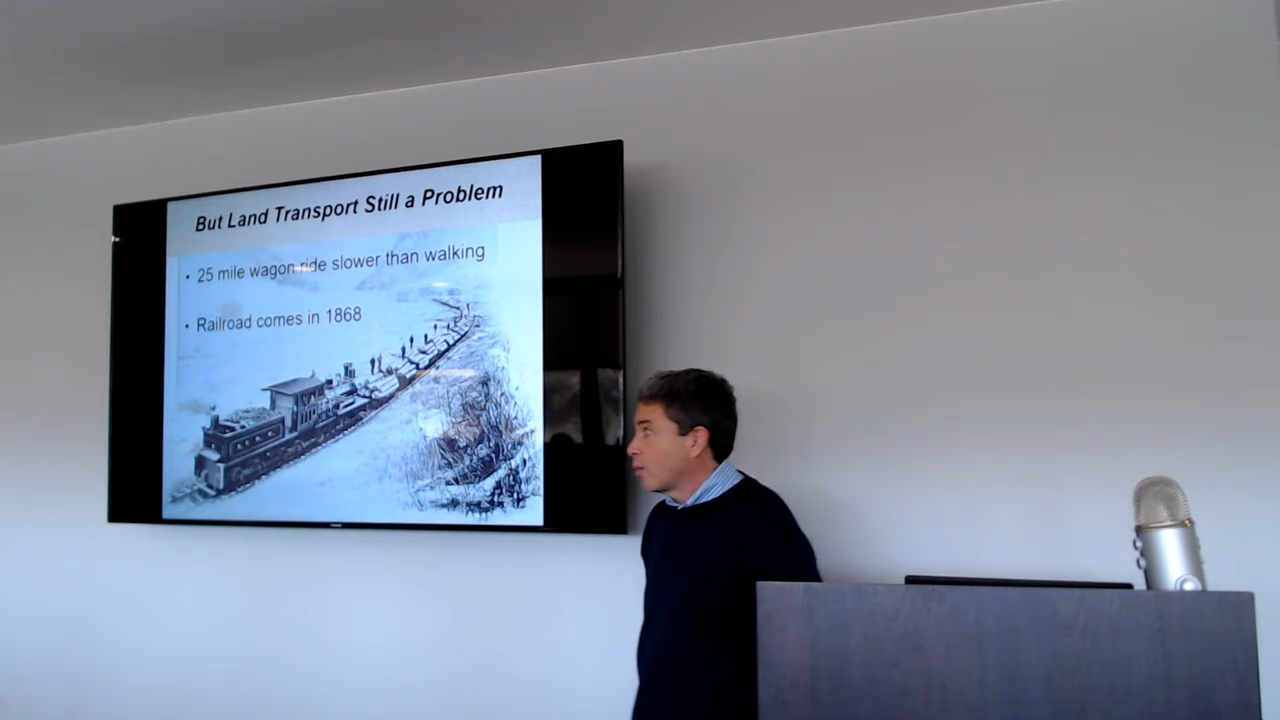 But Land Transport Still a Problem
• 25 mile wagon ride slower than walking
• Railroad comes in 1868